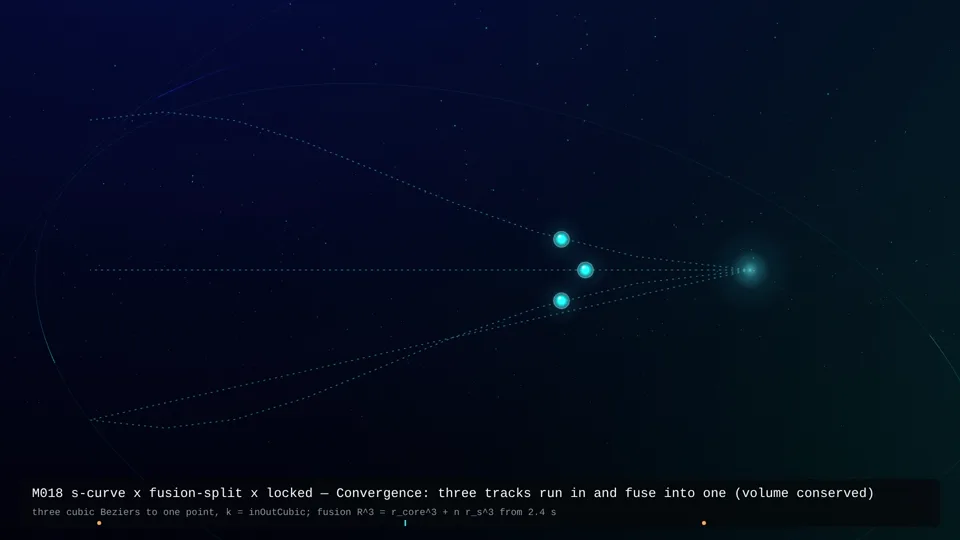 M018 s-curve x fusion-split x locked — Convergence: three tracks run in and fuse into one (volume conserved)
three cubic Beziers to one point, k = inOutCubic; fusion R^3 = r_core^3 + n r_s^3 from 2.4 s